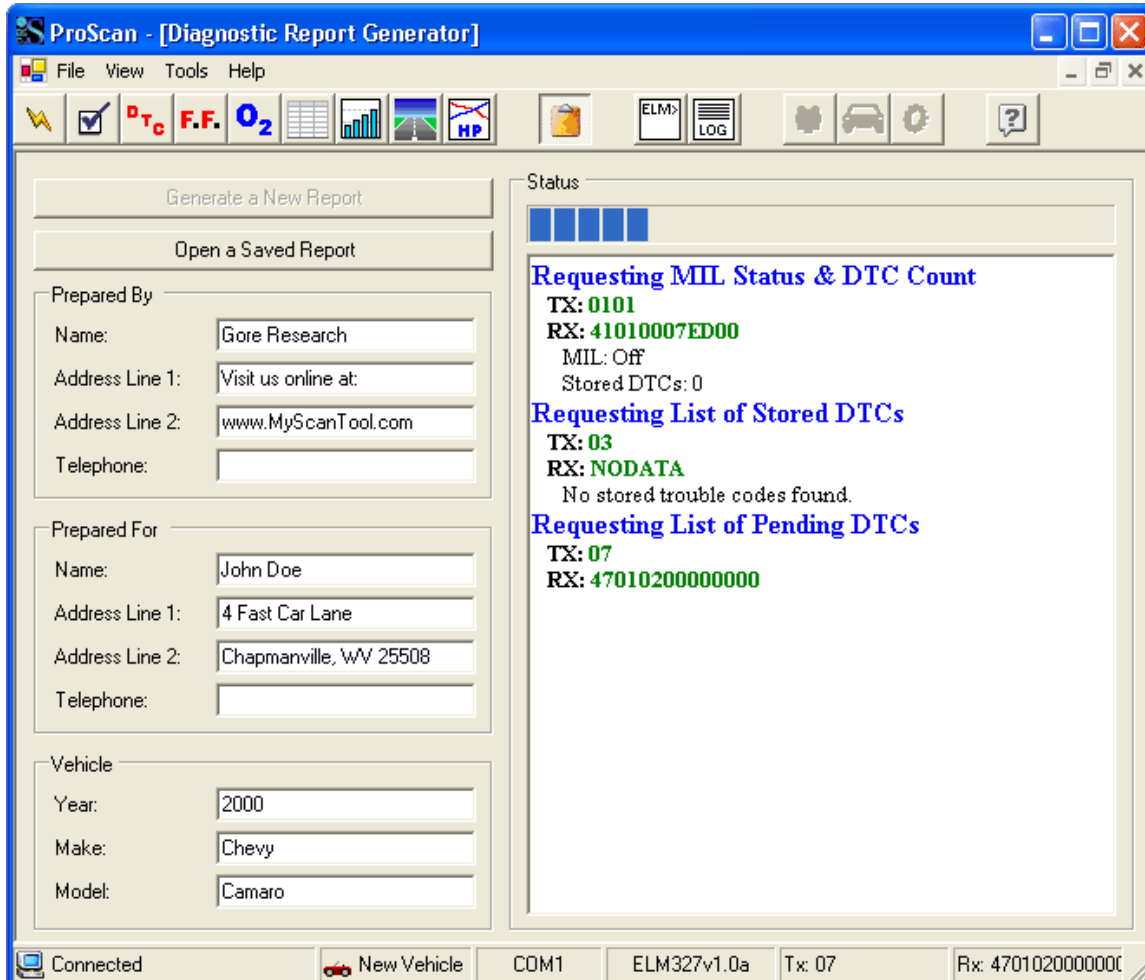 ProScan - [Diagnostic Report Generator]
File View Tools Help
DTC F.F. O2 HP ELM> LOG ?
Generate a New Report
Open a Saved Report
Prepared By
Name: Gore Research
Address Line 1: Visit us online at:
Address Line 2: www.MyScanTool.com
Telephone:
Prepared For
Name: John Doe
Address Line 1: 4 Fast Car Lane
Address Line 2: Chapmanville, WV 25508
Telephone:
Vehicle
Year: 2000
Make: Chevy
Model: Camaro
Status
Requesting MIL Status & DTC Count
TX: 0101
RX: 41010007ED00
MIL: Off
Stored DTCs: 0
Requesting List of Stored DTCs
TX: 03
RX: NODATA
No stored trouble codes found.
Requesting List of Pending DTCs
TX: 07
RX: 47010200000000
Connected New Vehicle COM1 ELM327v1.0a Tx: 07 Rx: 4701020000000